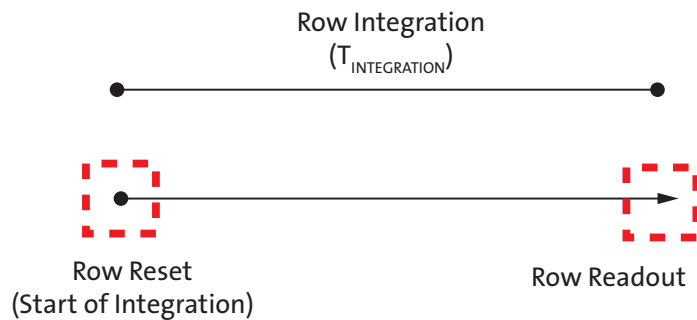 Row Integration
(TINTEGRATION)
Row Reset
(Start of Integration)
Row Readout